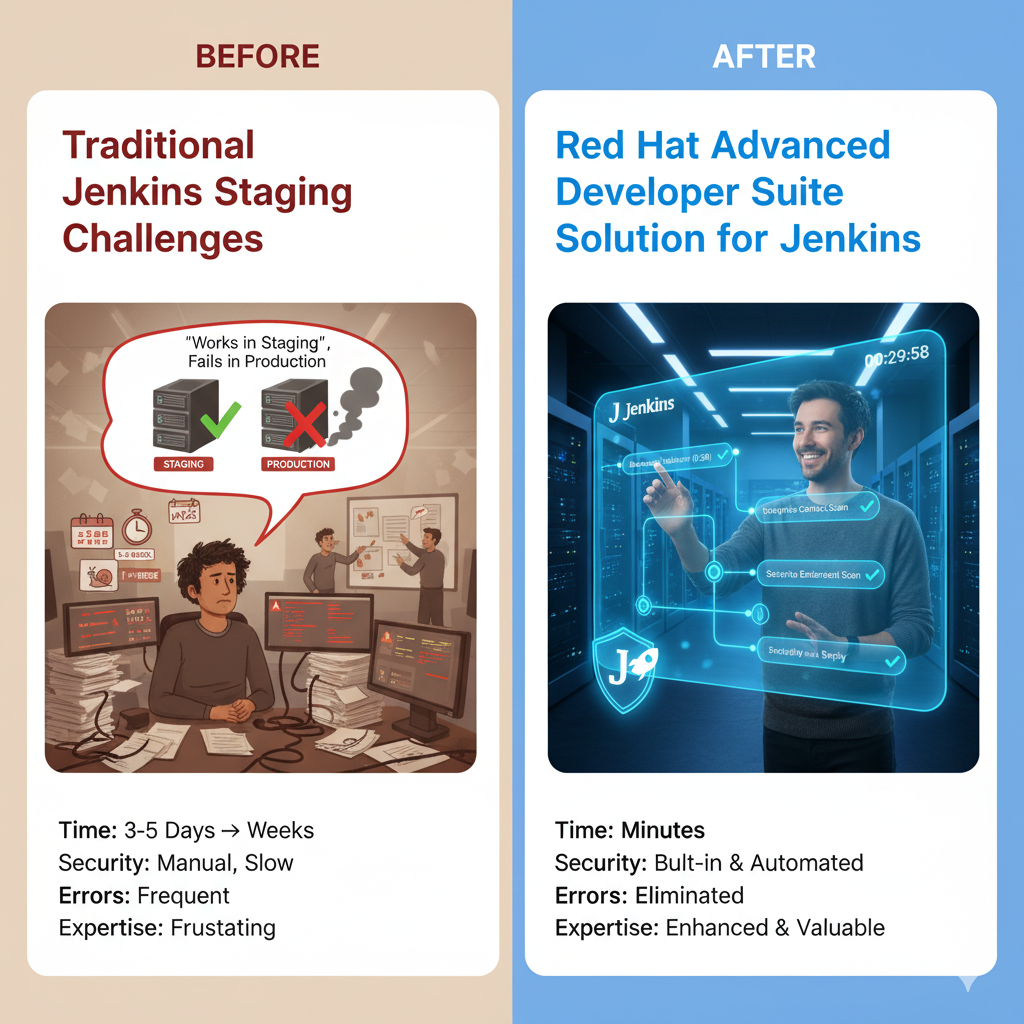 BEFORE
Traditional
Jenkins Staging
Challenges
"Works in Staging",
Fails in Production
STAGING
PRODUCTION
Time: 3-5 Days → Weeks
Security: Manual, Slow
Errors: Frequent
Expertise: Frustating
AFTER
Red Hat Advanced
Developer Suite
Solution for Jenkins
00:29:58
J Jenkins
J
Time: Minutes
Security: Bult-in & Automated
Errors: Eliminated
Expertise: Enhanced & Valuable